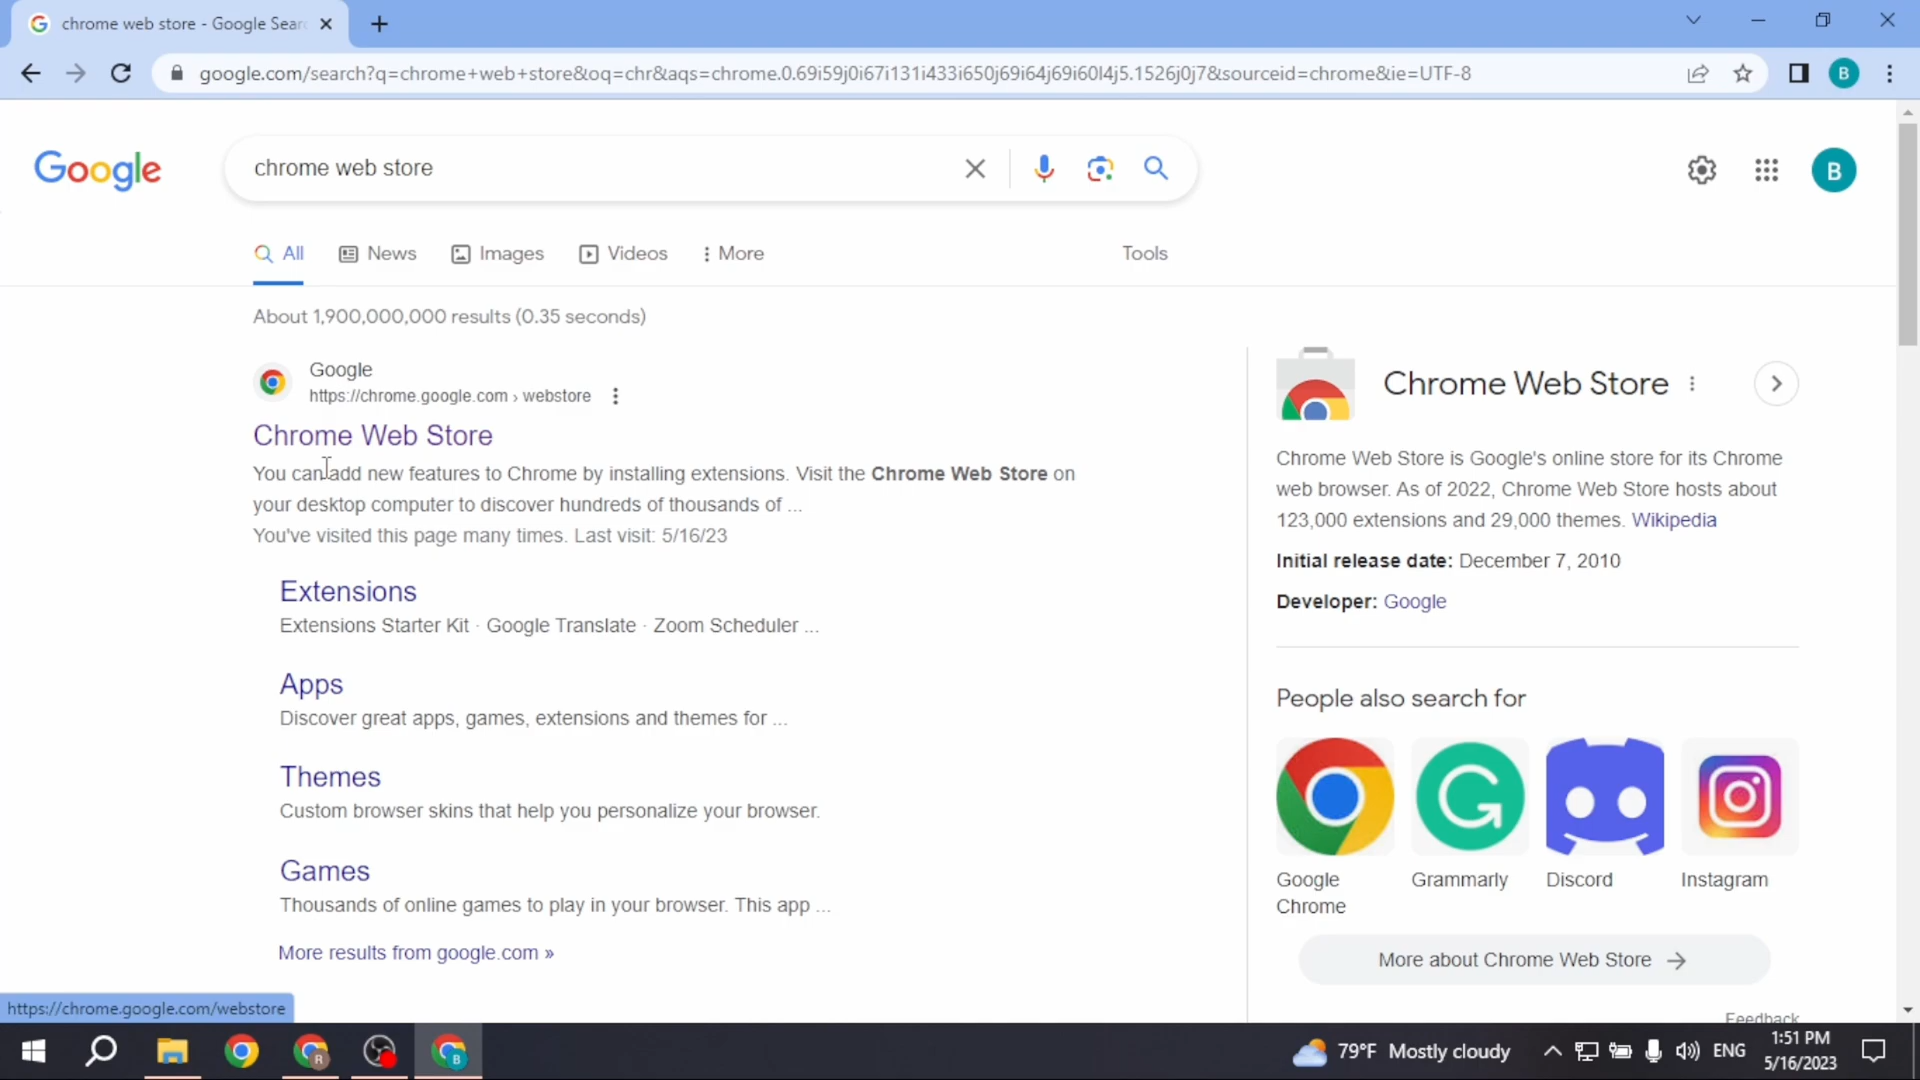 chrome web store - Google Sear
google.com/search?q=chrome+web+store&oq=chr&aqs=chrome.0.69i59j0i67i131i433i650j69i64j69i60l4j5.1526j0j7&sourceid=chrome&ie=UTF-8
B
Google
chrome web store
B
All
News
Images
Videos
More
Tools
About 1,900,000,000 results (0.35 seconds)
Google
https://chrome.google.com › webstore
Chrome Web Store
You can add new features to Chrome by installing extensions. Visit the Chrome Web Store on
your desktop computer to discover hundreds of thousands of ...
You've visited this page many times. Last visit: 5/16/23
Extensions
Extensions Starter Kit · Google Translate · Zoom Scheduler ...
Apps
Discover great apps, games, extensions and themes for ...
Themes
Custom browser skins that help you personalize your browser.
Games
Thousands of online games to play in your browser. This app ...
More results from google.com »
Chrome Web Store
Chrome Web Store is Google's online store for its Chrome
web browser. As of 2022, Chrome Web Store hosts about
123,000 extensions and 29,000 themes. Wikipedia
Initial release date: December 7, 2010
Developer: Google
People also search for
Google
Chrome
Grammarly
Discord
Instagram
More about Chrome Web Store
Feedback
https://chrome.google.com/webstore
R
B
79°F Mostly cloudy
ENG
1:51 PM
5/16/2023